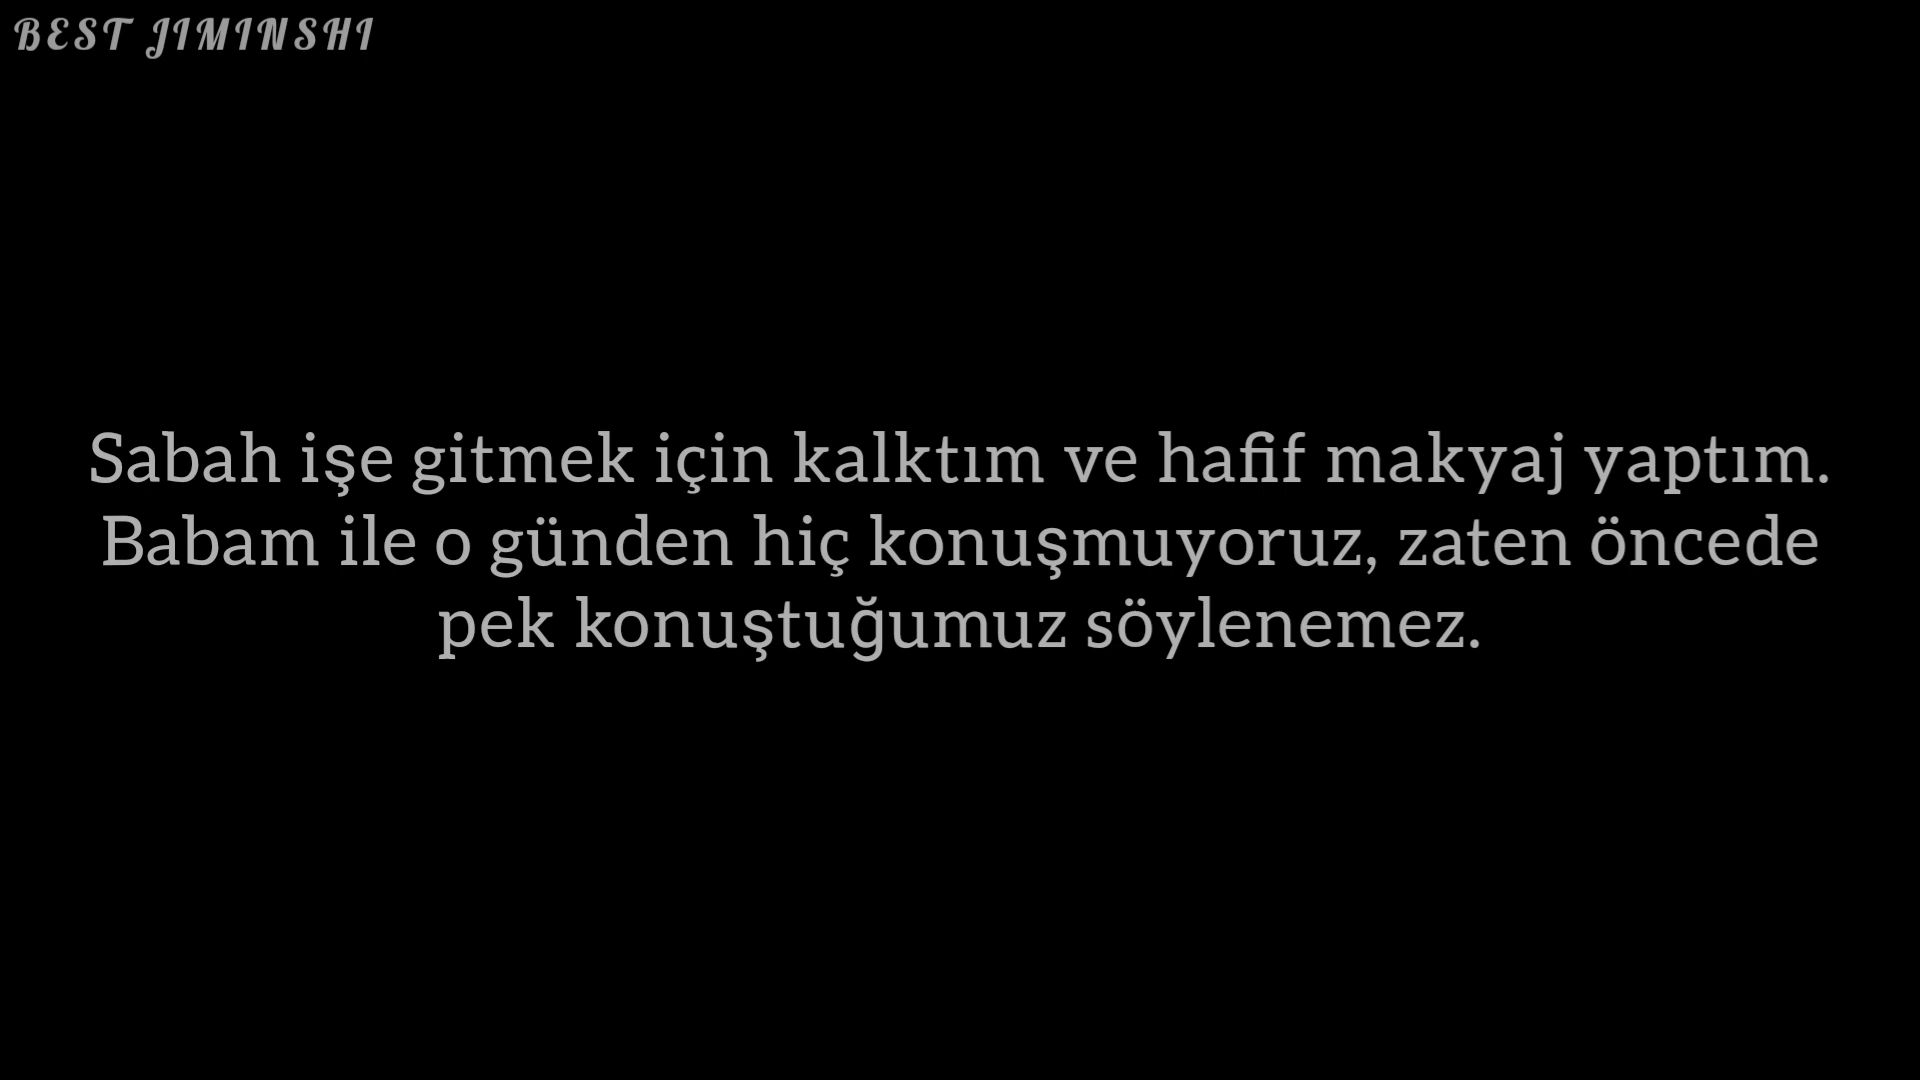 BEST JIMINSHI
Sabah işe gitmek için kalktım ve hafif makyaj yaptım.
Babam ile o günden hiç konuşmuyoruz, zaten öncede
pek konuştuğumuz söylenemez.